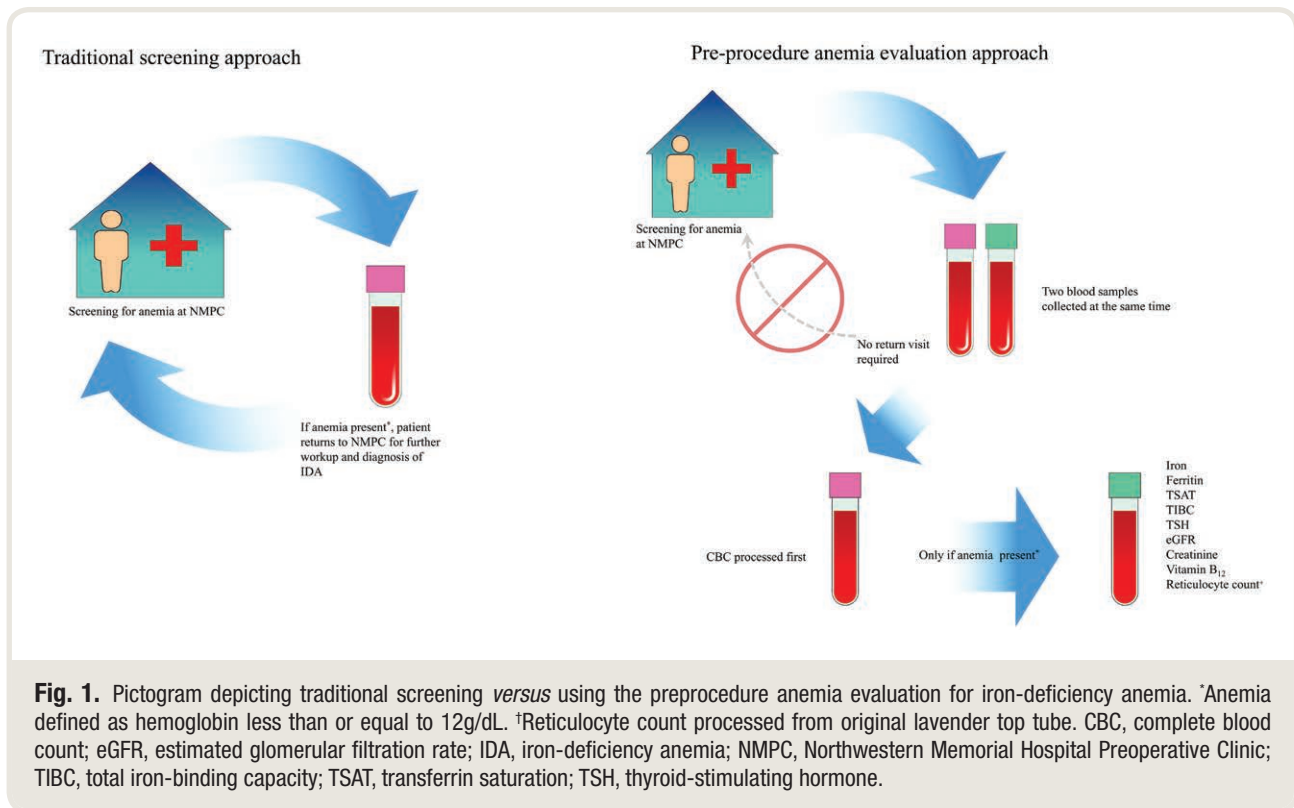 Traditional screening approach
Screening for anemia at NMPC
If anemia present*, patient
returns to NMPC for further
workup and diagnosis of
IDA
Pre-procedure anemia evaluation approach
Screening for anemia
at NMPC
Two blood samples
collected at the same time
No return visit
required
CBC processed first
Only if anemia present*
Iron
Ferritin
TSAT
TIBC
TSH
eGFR
Creatinine
Vitamin B₁₂
Reticulocyte count⁺
Fig. 1. Pictogram depicting traditional screening versus using the preprocedure anemia evaluation for iron-deficiency anemia. *Anemia
defined as hemoglobin less than or equal to 12g/dL. †Reticulocyte count processed from original lavender top tube. CBC, complete blood
count; eGFR, estimated glomerular filtration rate; IDA, iron-deficiency anemia; NMPC, Northwestern Memorial Hospital Preoperative Clinic;
TIBC, total iron-binding capacity; TSAT, transferrin saturation; TSH, thyroid-stimulating hormone.